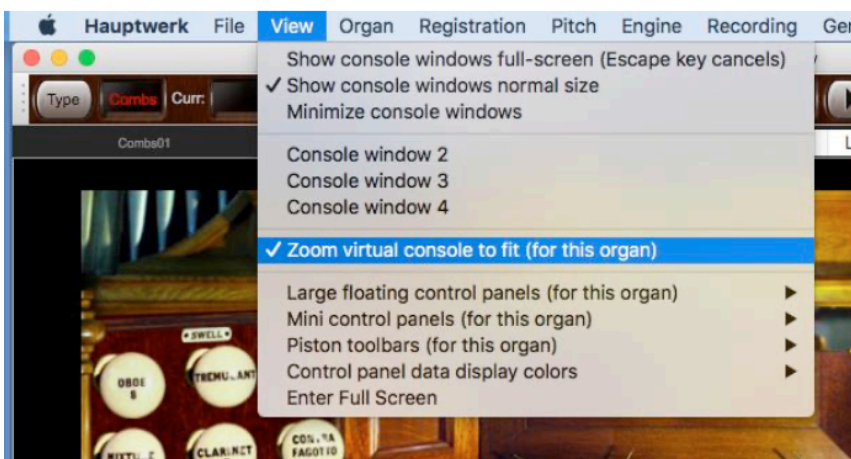 Hauptwerk File View Organ Registration Pitch Engine Recording
Show console windows full-screen (Escape key cancels)
✓ Show console windows normal size
Minimize console windows
Type Combs Curr:
Combs01
Console window 2
Console window 3
Console window 4
✓ Zoom virtual console to fit (for this organ)
Large floating control panels (for this organ)
Mini control panels (for this organ)
Piston toolbars (for this organ)
Control panel data display colors
Enter Full Screen
• SWELL •
OBOE
8
CLARINET
FAGOTTO